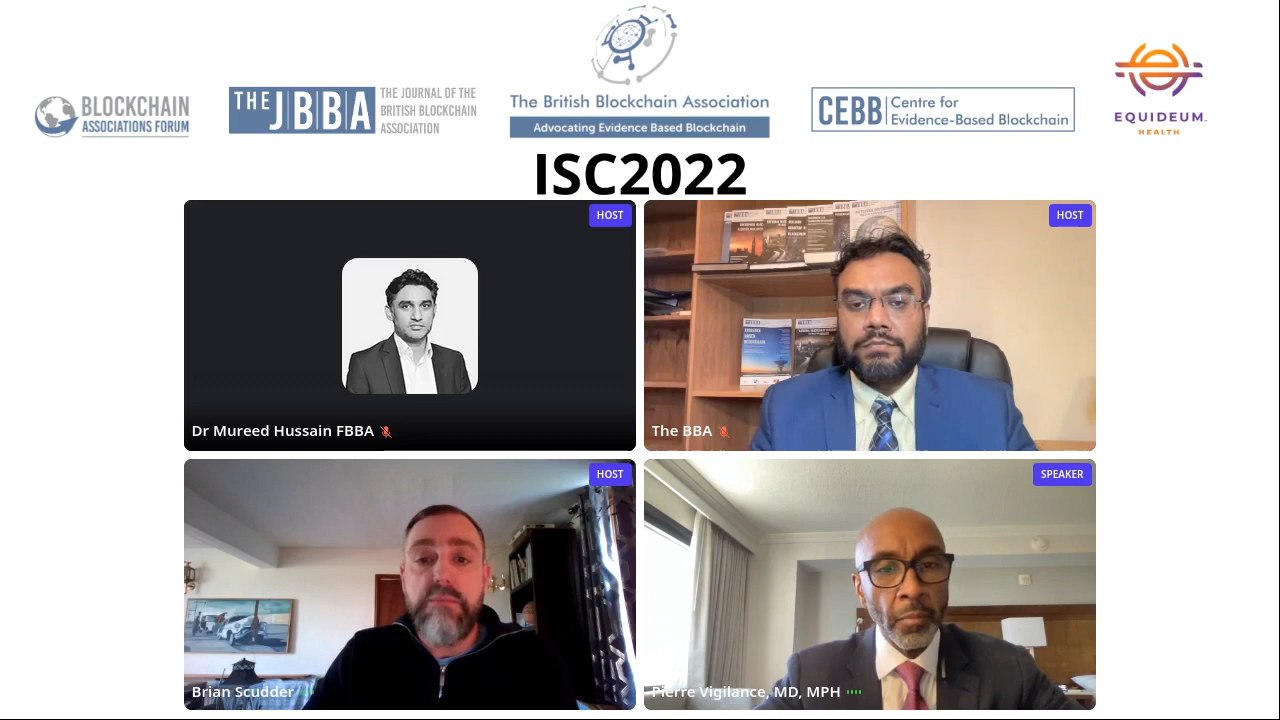 BLOCKCHAIN
ASSOCIATIONS FORUM
THE JBBA
THE JOURNAL OF THE
BRITISH BLOCKCHAIN
ASSOCIATION
The British Blockchain Association
Advocating Evidence Based Blockchain
CEBB
Centre for
Evidence-Based Blockchain
EQUIDEUM
HEALTH
ISC2022
HOST
Dr Mureed Hussain FBBA
HOST
The BBA
HOST
Brian Scudder
SPEAKER
Pierre Vigilance, MD, MPH